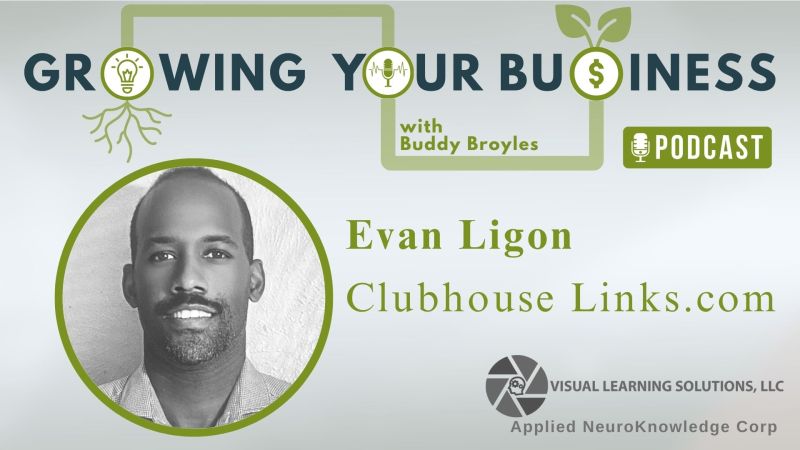 GROWING YOUR BUSINESS
with
Buddy Broyles
PODCAST
Evan Ligon
Clubhouse Links.com
VISUAL LEARNING SOLUTIONS, LLC
Applied NeuroKnowledge Corp